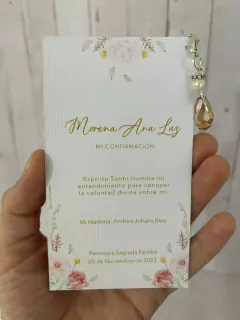 Morena Ana Luz
MI CONFIRMACIÓN
Espíritu Santo ilumina mi
entendimiento para conocer
la voluntad divina sobre mi.
Mi Madrina: Andrea Johana Ríos
Parroquia Sagrada Familia
05 de Noviembre de 2023